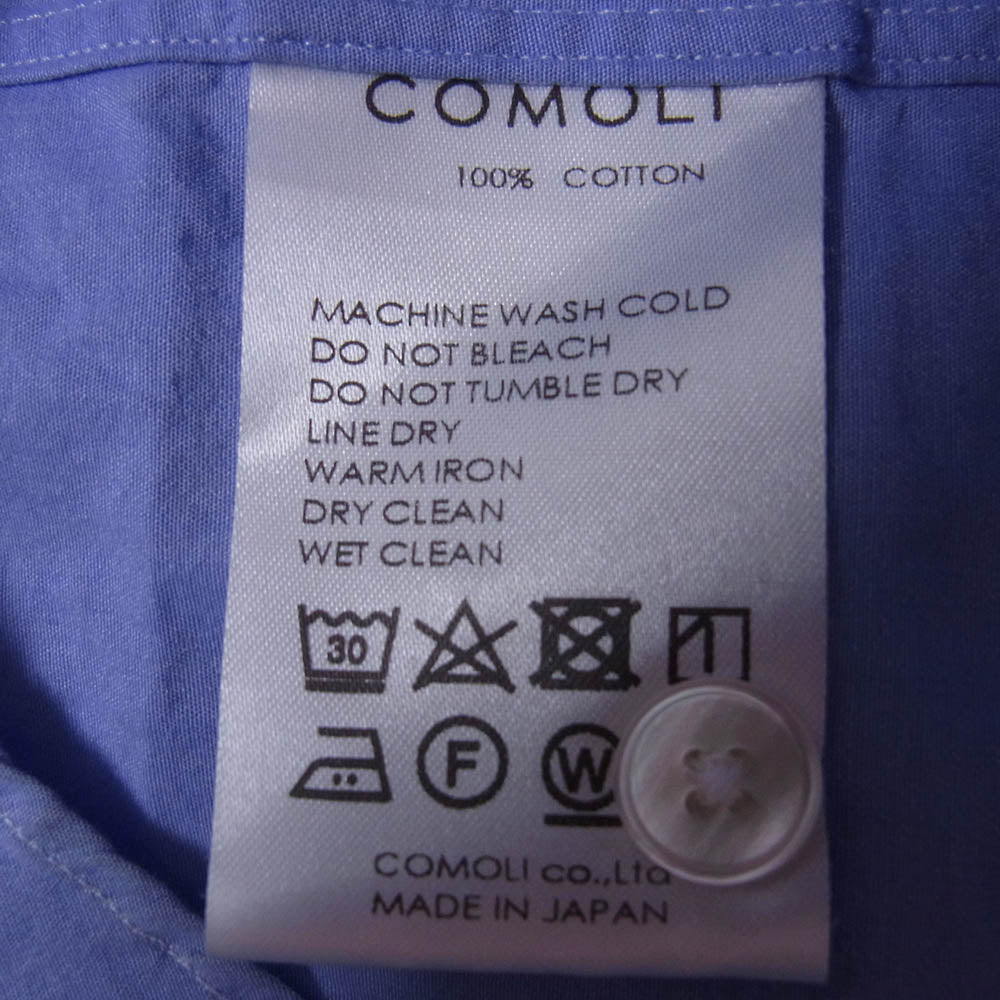 COMOLI
100% COTTON
MACHINE WASH COLD
DO NOT BLEACH
DO NOT TUMBLE DRY
LINE DRY
WARM IRON
DRY CLEAN
WET CLEAN
30
F W
COMOLI co.,Ltd
MADE IN JAPAN